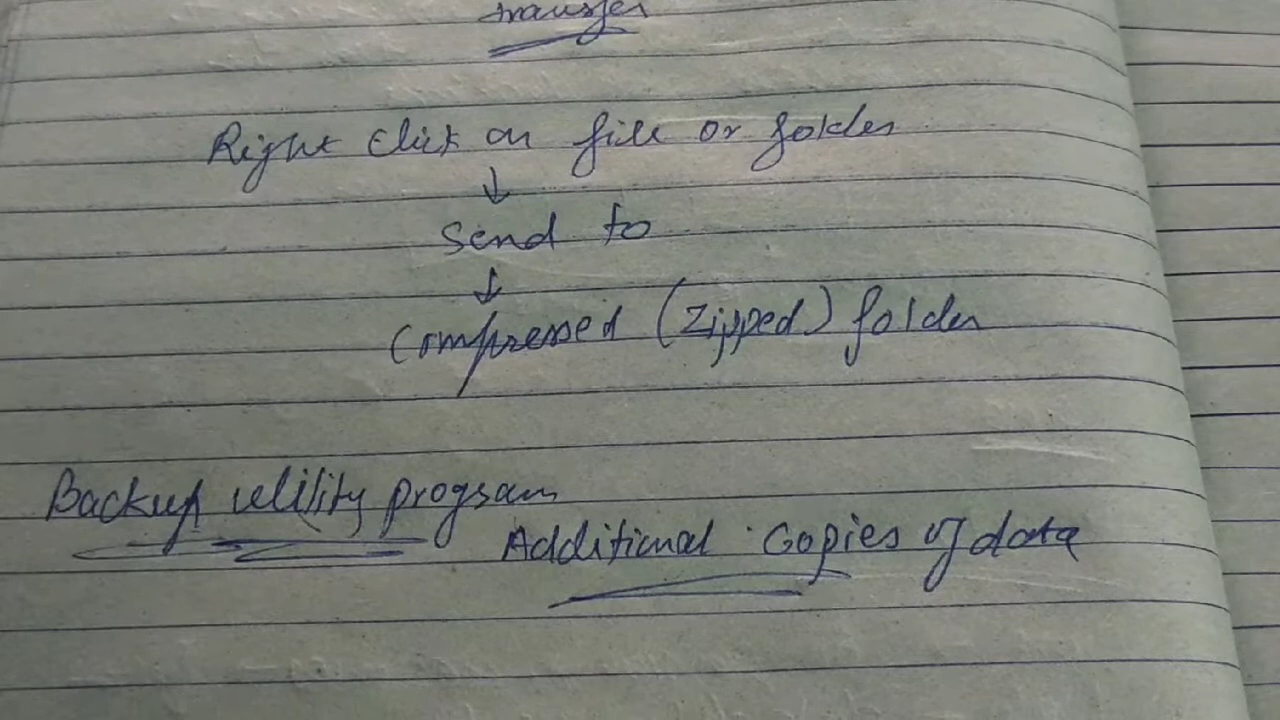 transfer
Right click on file or folder
↓
Send to
↓
Compressed (Zipped) folder
Backup utility program
Additional Copies of data